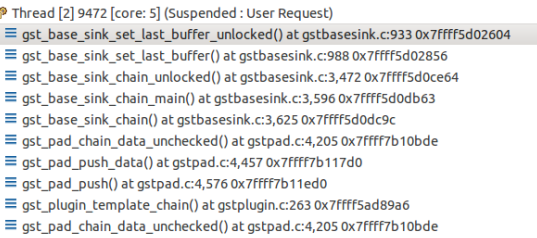 Thread [2] 9472 [core: 5] (Suspended : User Request)
gst_base_sink_set_last_buffer_unlocked() at gstbasesink.c:933 0x7ffff5d02604
gst_base_sink_set_last_buffer() at gstbasesink.c:988 0x7ffff5d02856
gst_base_sink_chain_unlocked() at gstbasesink.c:3,472 0x7ffff5d0ce64
gst_base_sink_chain_main() at gstbasesink.c:3,596 0x7ffff5d0db63
gst_base_sink_chain() at gstbasesink.c:3,625 0x7ffff5d0dc9c
gst_pad_chain_data_unchecked() at gstpad.c:4,205 0x7ffff7b10bde
gst_pad_push_data() at gstpad.c:4,457 0x7ffff7b117d0
gst_pad_push() at gstpad.c:4,576 0x7ffff7b11ed0
gst_plugin_template_chain() at gstplugin.c:263 0x7ffff5ad89a6
gst_pad_chain_data_unchecked() at gstpad.c:4,205 0x7ffff7b10bde